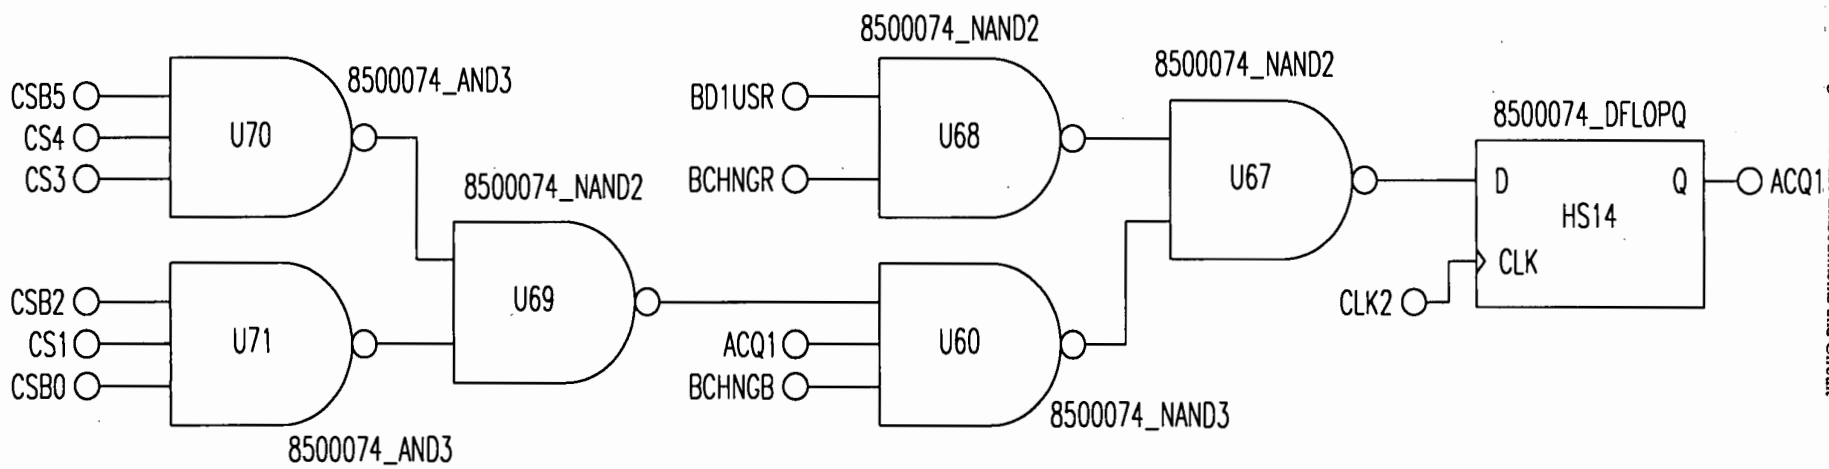 8500074_NAND2
8500074_NAND2
8500074_AND3
8500074_DFLOPQ
CSB5
CS4
CS3
U70
BD1USR
BCHNGR
U68
U67
D
Q
HS14
CLK
ACQ1
8500074_NAND2
CSB2
CS1
CSB0
U71
U69
ACQ1
BCHNGB
U60
CLK2
8500074_AND3
8500074_NAND3